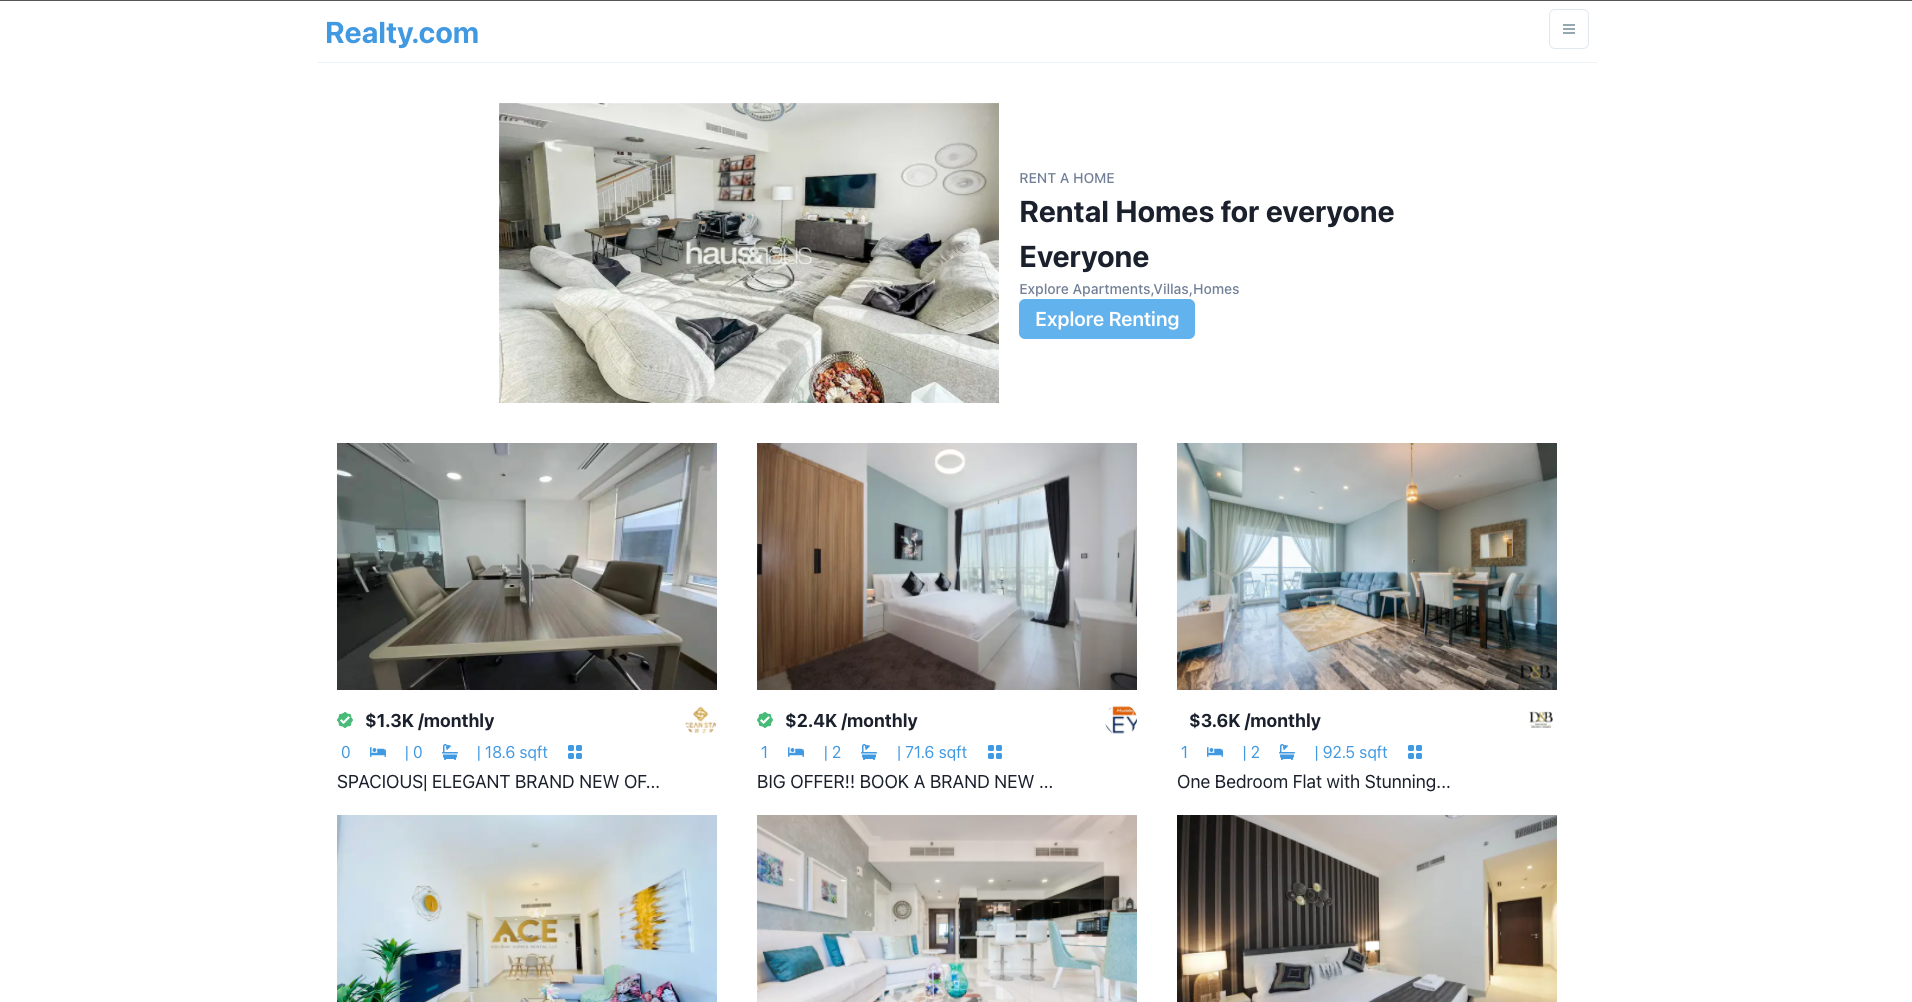 Realty.com
haus&haus
RENT A HOME
Rental Homes for everyone
Everyone
Explore Apartments,Villas,Homes
Explore Renting
D&B
$1.3K /monthly
$2.4K /monthly
$3.6K /monthly
D&B
0 | 0 | 18.6 sqft
1 | 2 | 71.6 sqft
1 | 2 | 92.5 sqft
SPACIOUS| ELEGANT BRAND NEW OF...
BIG OFFER!! BOOK A BRAND NEW ...
One Bedroom Flat with Stunning...
ACE